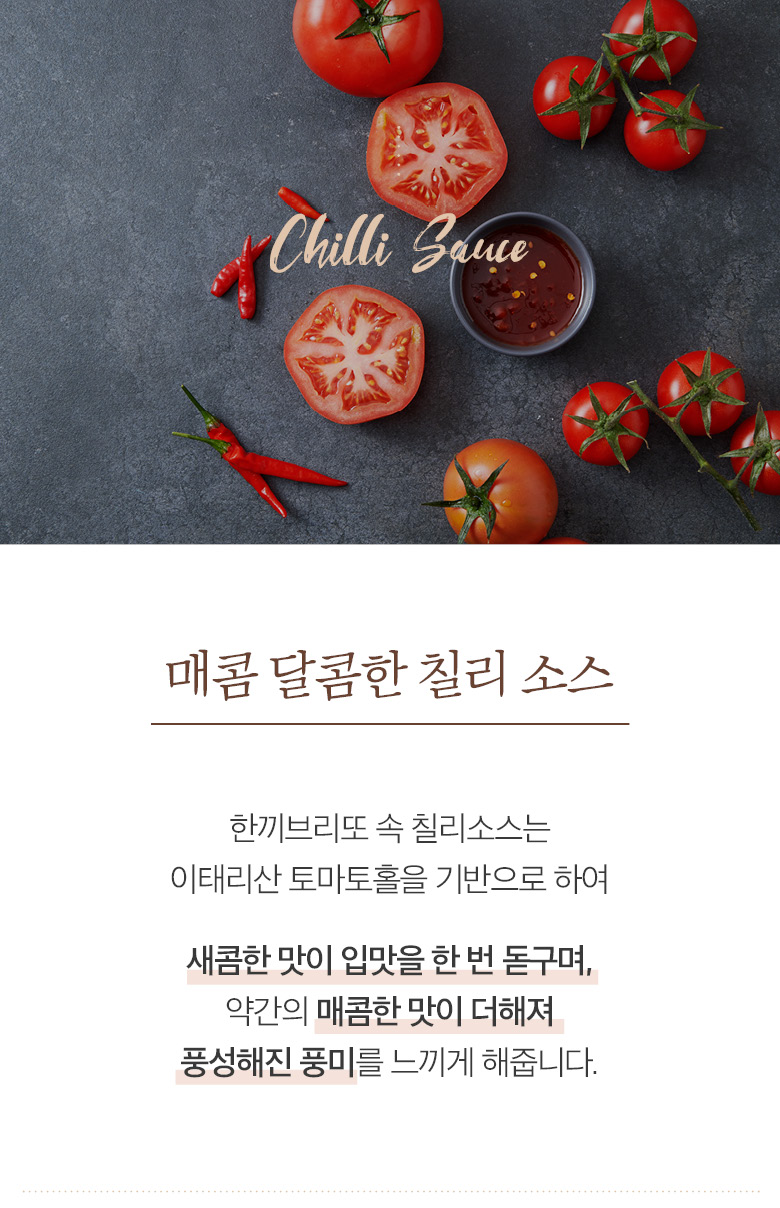 Chilli Sauce
매콤 달콤한 칠리 소스
한끼브리또 속 칠리소스는
이태리산 토마토홀을 기반으로 하여
새콤한 맛이 입맛을 한 번 돋구며,
약간의 매콤한 맛이 더해져
풍성해진 풍미를 느끼게 해줍니다.